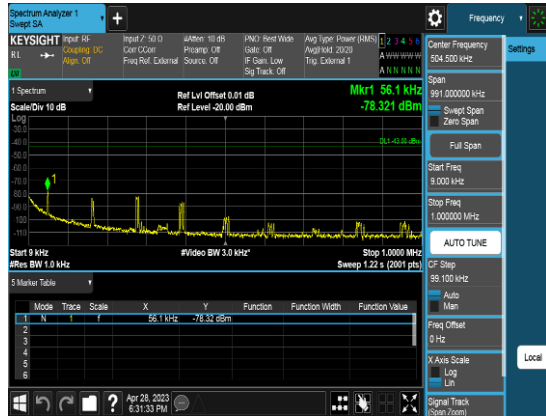 Spectrum Analyzer 1
Swept SA
+
Frequency
KEYSIGHT
RL
LV
Input: RF
Coupling: DC
Align: Off
Input Z: 50 Ω
Corr CCorr
Freq Ref: External
#Atten: 10 dB
Preamp: Off
Source: Off
PNO: Best Wide
Gate: Off
IF Gain: Low
Sig Track: Off
Avg Type: Power (RMS)
Avg|Hold: 20/20
Trig: External 1
1 2 3 4 5 6
A W W W W W
A N N N N N
1 Spectrum
Scale/Div 10 dB
Ref Lvl Offset 0.01 dB
Ref Level -20.00 dBm
Mkr1 56.1 kHz
-78.321 dBm
Log
-30.0
-40.0
DL1 -43.00 dBm
-50.0
-60.0
-70.0
1
-80.0
-90.0
-100
-110
Start 9 kHz
#Res BW 1.0 kHz
#Video BW 3.0 kHz*
Stop 1.0000 MHz
Sweep 1.22 s (2001 pts)
5 Marker Table
Mode Trace Scale X Y Function Function Width Function Value
1 N 1 f 56.1 kHz -78.32 dBm
2
3
4
5
6
Apr 28, 2023
6:31:33 PM
?
Center Frequency
504.500 kHz
Settings
Span
991.000000 kHz
Swept Span
Zero Span
Full Span
Start Freq
9.000 kHz
Stop Freq
1.000000 MHz
AUTO TUNE
CF Step
99.100 kHz
Auto
Man
Freq Offset
0 Hz
X Axis Scale
Log
Lin
Local
Signal Track
(Span Zoom)